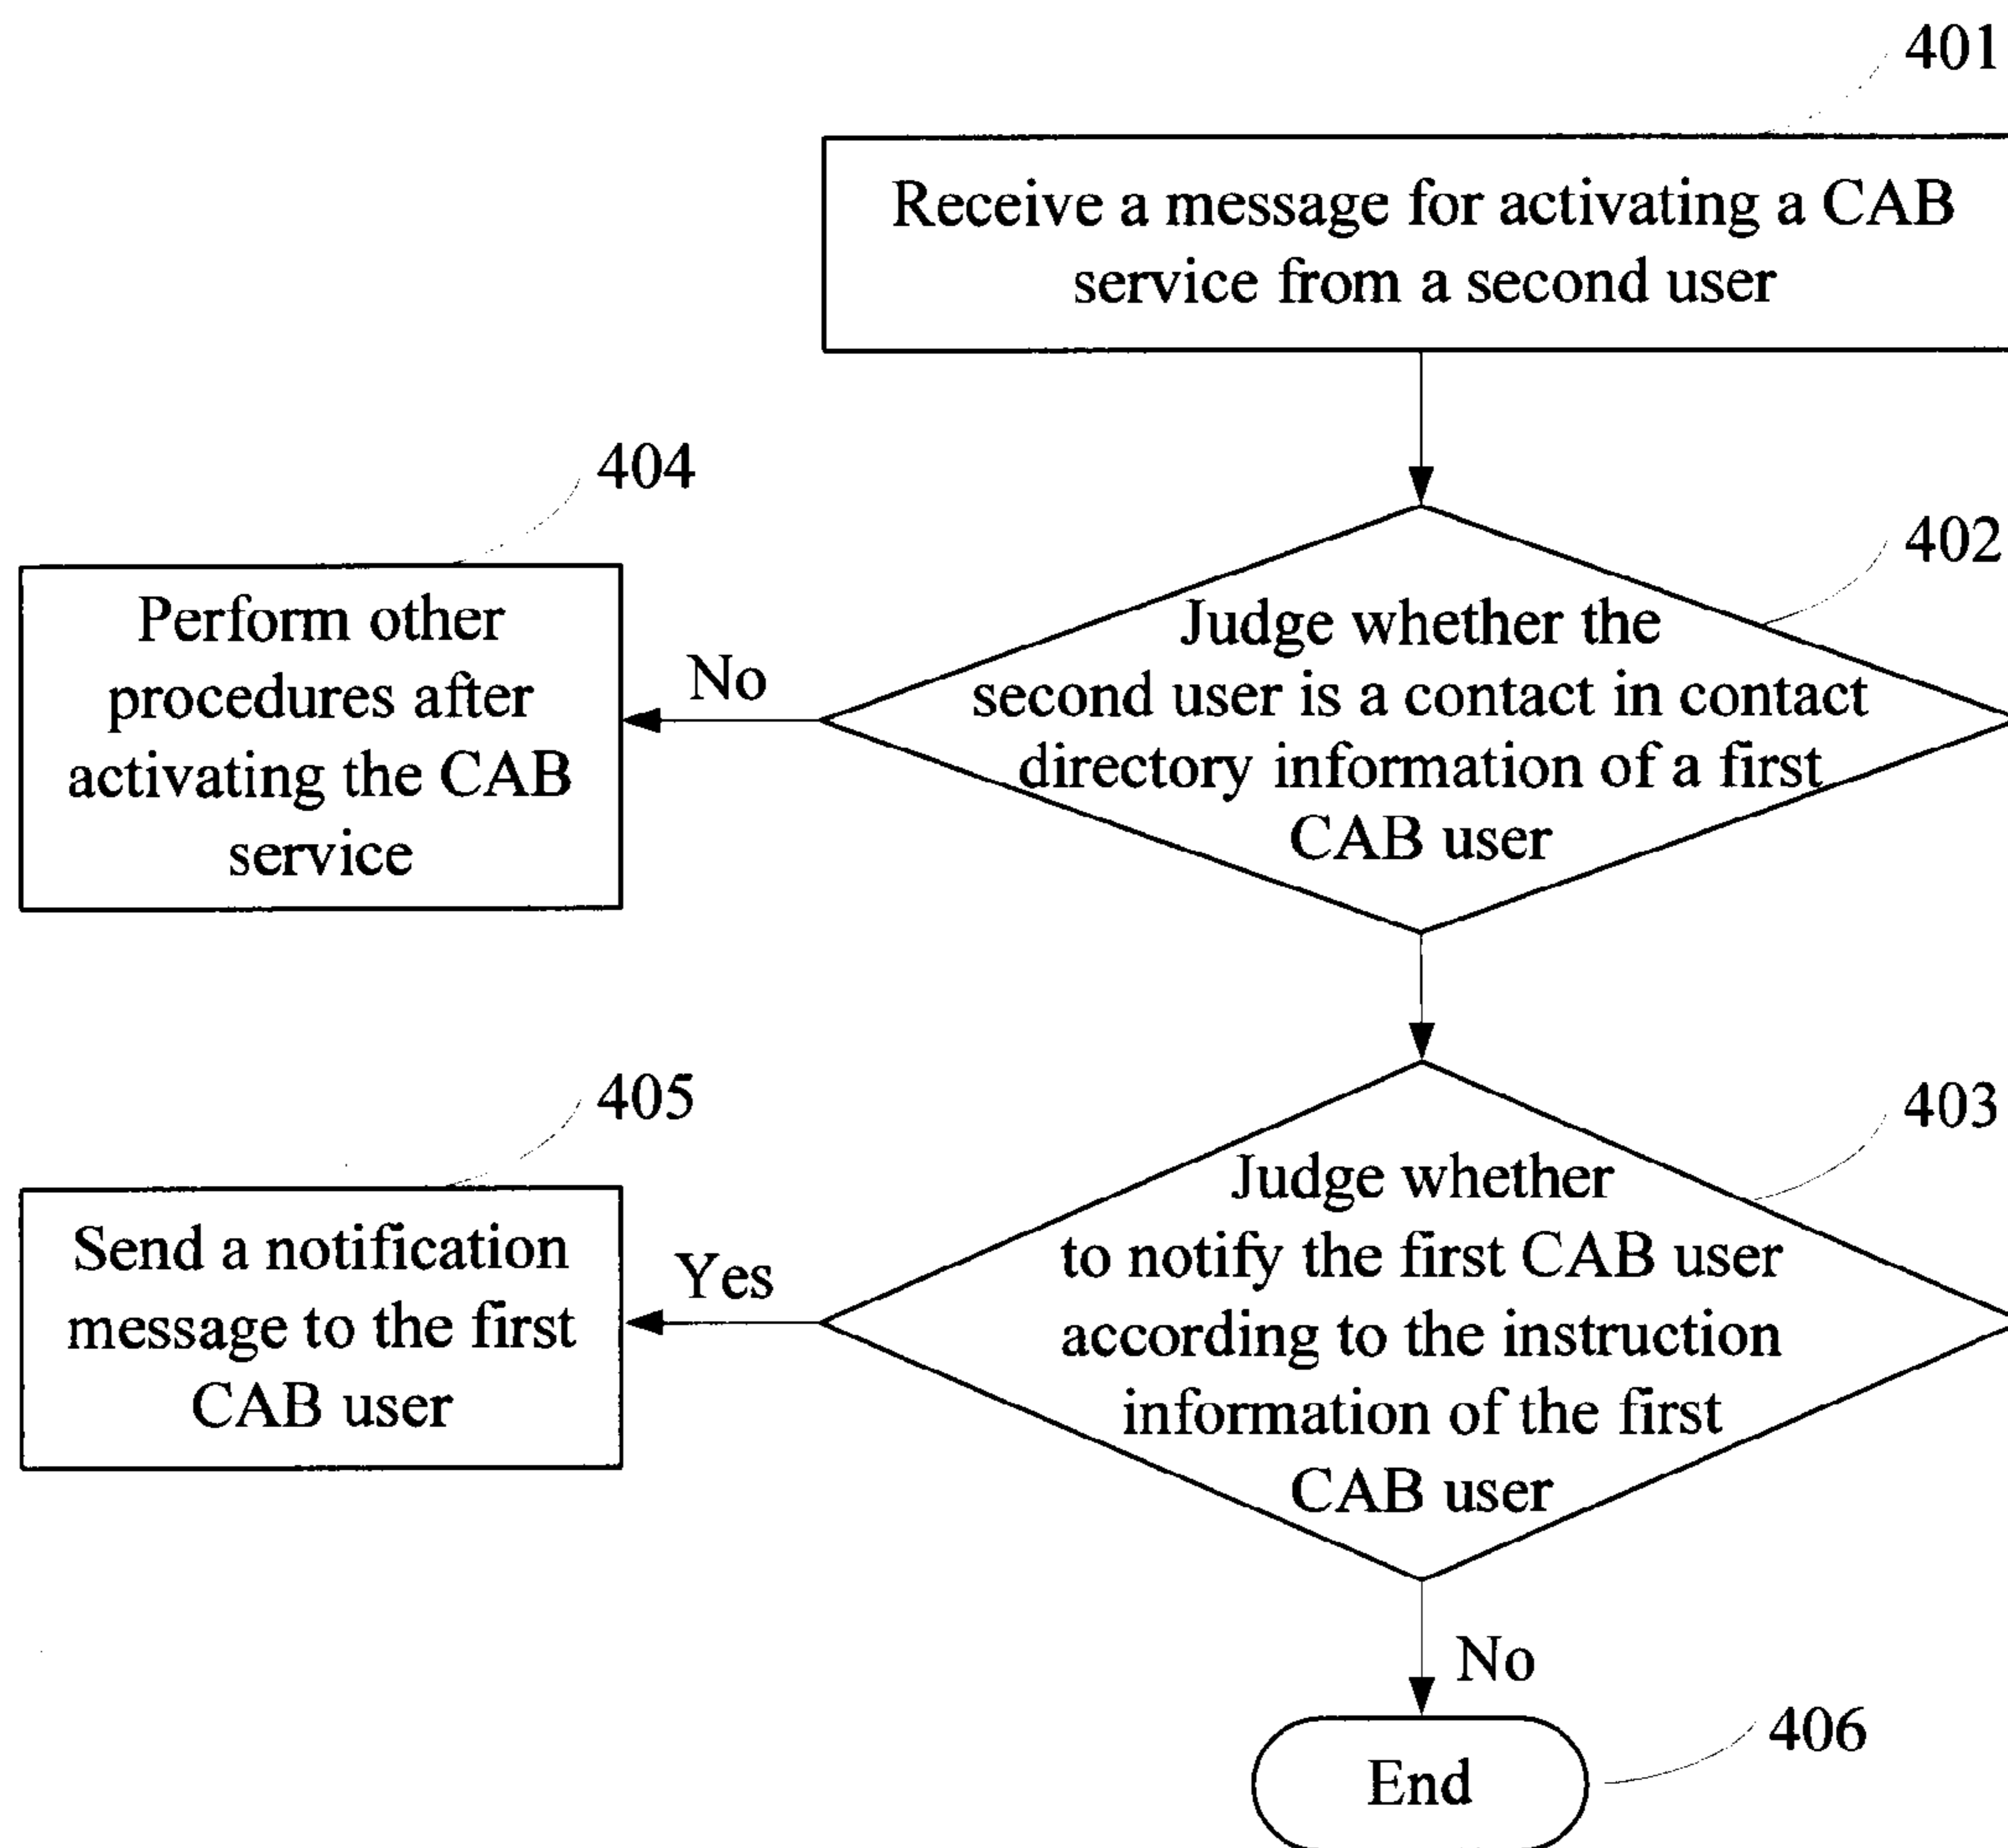 401
Receive a message for activating a CAB
service from a second user
404
402
Perform other
procedures after
activating the CAB
service
No
Judge whether the
second user is a contact in contact
directory information of a first
CAB user
405
403
Send a notification
message to the first
CAB user
Yes
Judge whether
to notify the first CAB user
according to the instruction
information of the first
CAB user
No
406
End